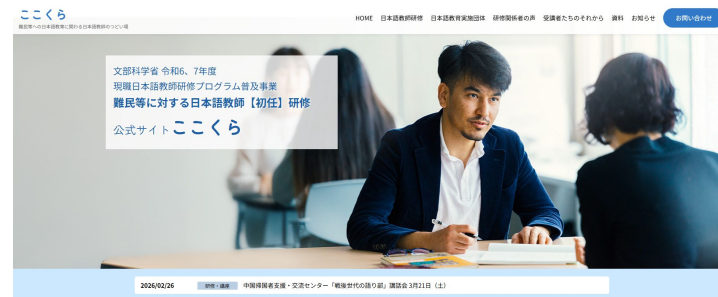 ここくら
難民等への日本語教育に関わる日本語教師のつどい場
HOME 日本語教師研修 日本語教育実施団体 研修関係者の声 受講者たちのそれから 資料 お知らせ お問い合わせ
文部科学省 令和6、7年度
現職日本語教師研修プログラム普及事業
難民等に対する日本語教師【初任】研修
公式サイトここくら
2026/02/26 研修・講座 中国帰国者支援・交流センター「戦後世代の語り部」講話会 3月21日（土）